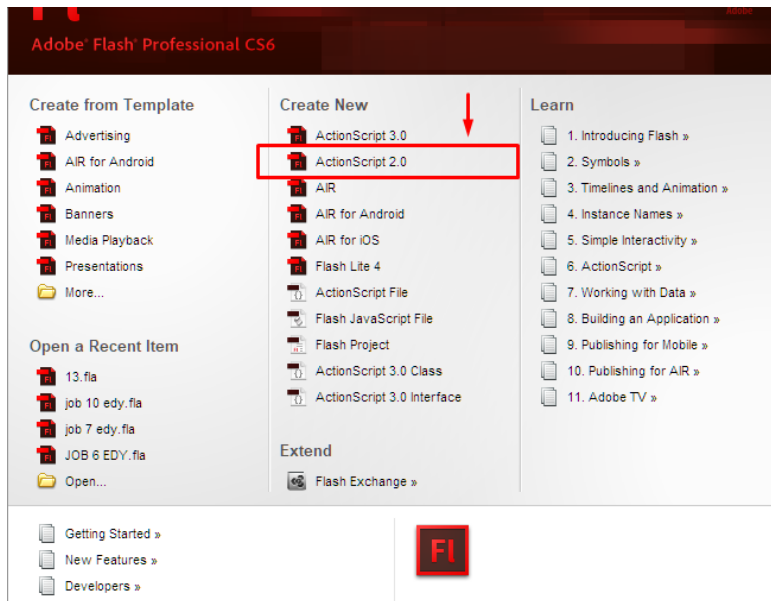 Adobe
Adobe® Flash® Professional CS6
Create from Template
Advertising
AIR for Android
Animation
Banners
Media Playback
Presentations
More...
Open a Recent Item
13.fla
job 10 edy.fla
job 7 edy.fla
JOB 6 EDY.fla
Open...
Create New
ActionScript 3.0
ActionScript 2.0
AIR
AIR for Android
AIR for iOS
Flash Lite 4
ActionScript File
Flash JavaScript File
Flash Project
ActionScript 3.0 Class
ActionScript 3.0 Interface
Extend
Flash Exchange »
Learn
1. Introducing Flash »
2. Symbols »
3. Timelines and Animation »
4. Instance Names »
5. Simple Interactivity »
6. ActionScript »
7. Working with Data »
8. Building an Application »
9. Publishing for Mobile »
10. Publishing for AIR »
11. Adobe TV »
Getting Started »
New Features »
Developers »
Fl